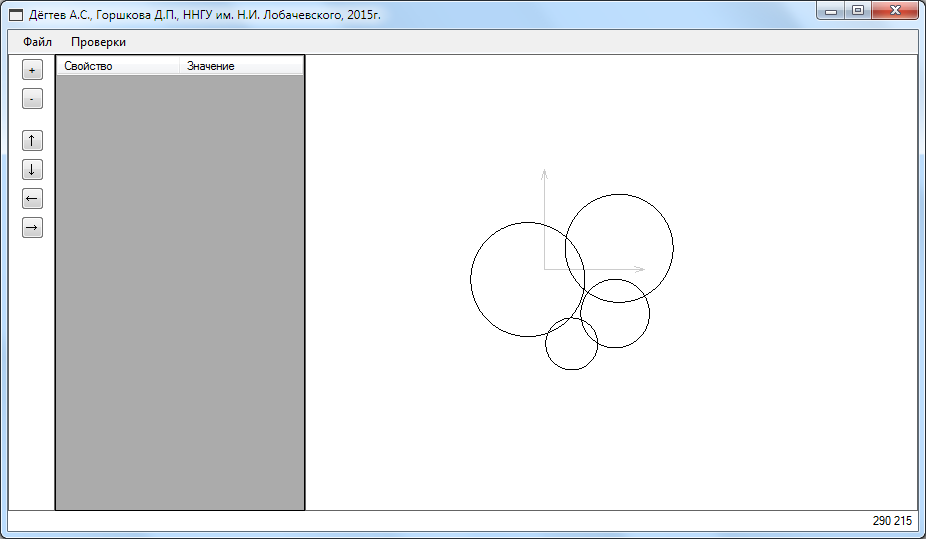 Дёгтев А.С., Горшкова Д.П., ННГУ им. Н.И. Лобачевского, 2015г.
Файл Проверки
Свойство Значение
+
-
↑
↓
←
→
290 215